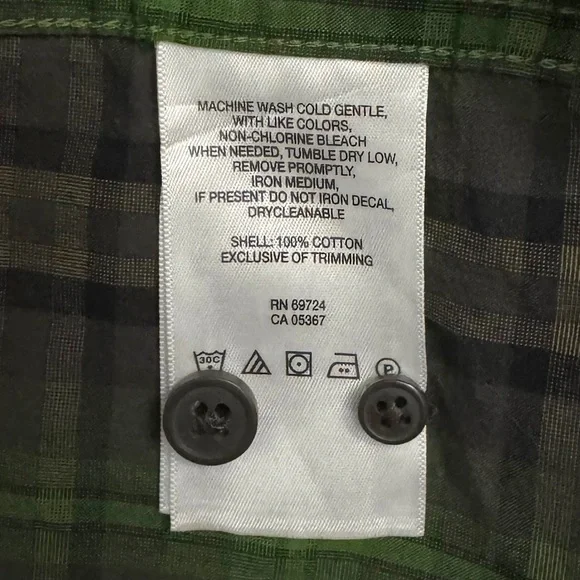 MACHINE WASH COLD GENTLE,
WITH LIKE COLORS,
NON-CHLORINE BLEACH
WHEN NEEDED, TUMBLE DRY LOW,
REMOVE PROMPTLY,
IRON MEDIUM,
IF PRESENT DO NOT IRON DECAL,
DRYCLEANABLE
SHELL: 100% COTTON
EXCLUSIVE OF TRIMMING
RN 69724
CA 05367
30C P